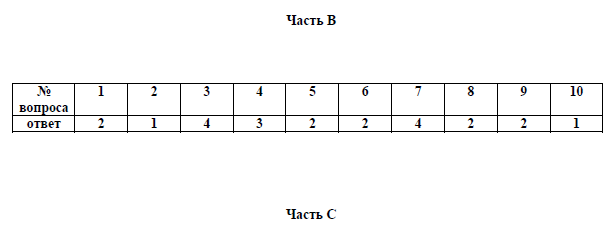 Часть В
№ 1 2 3 4 5 6 7 8 9 10
вопроса
ответ 2 1 4 3 2 2 4 2 2 1
Часть С